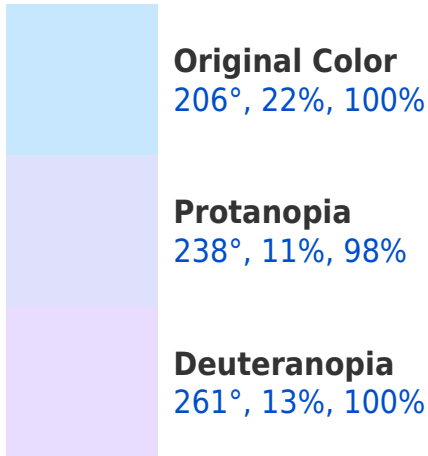 Original Color
206°, 22%, 100%
Protanopia
238°, 11%, 98%
Deuteranopia
261°, 13%, 100%